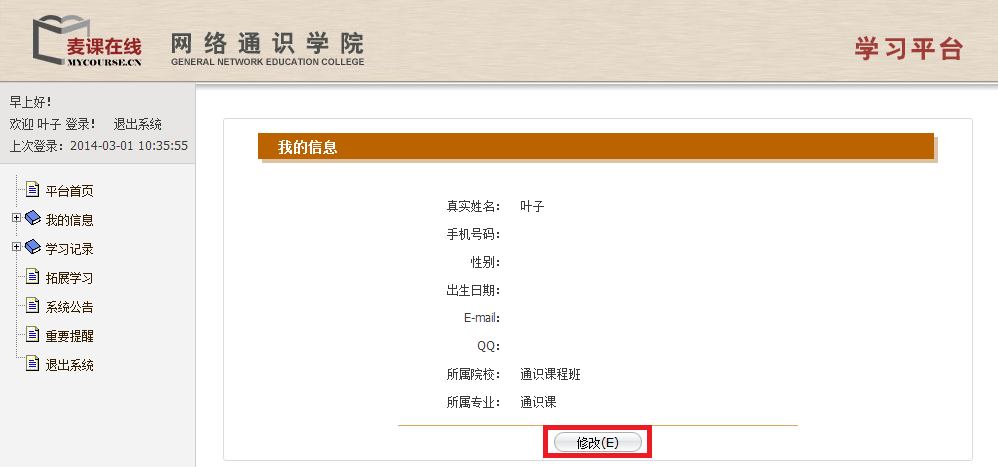 麦课在线
MYCOURSE.CN
网络通识学院
GENERAL NETWORK EDUCATION COLLEGE
学习平台
早上好！
欢迎 叶子 登录！ 退出系统
上次登录：2014-03-01 10:35:55
平台首页
我的信息
学习记录
拓展学习
系统公告
重要提醒
退出系统
我的信息
真实姓名： 叶子
手机号码：
性别：
出生日期：
E-mail：
QQ：
所属院校： 通识课程班
所属专业： 通识课
修改(E)